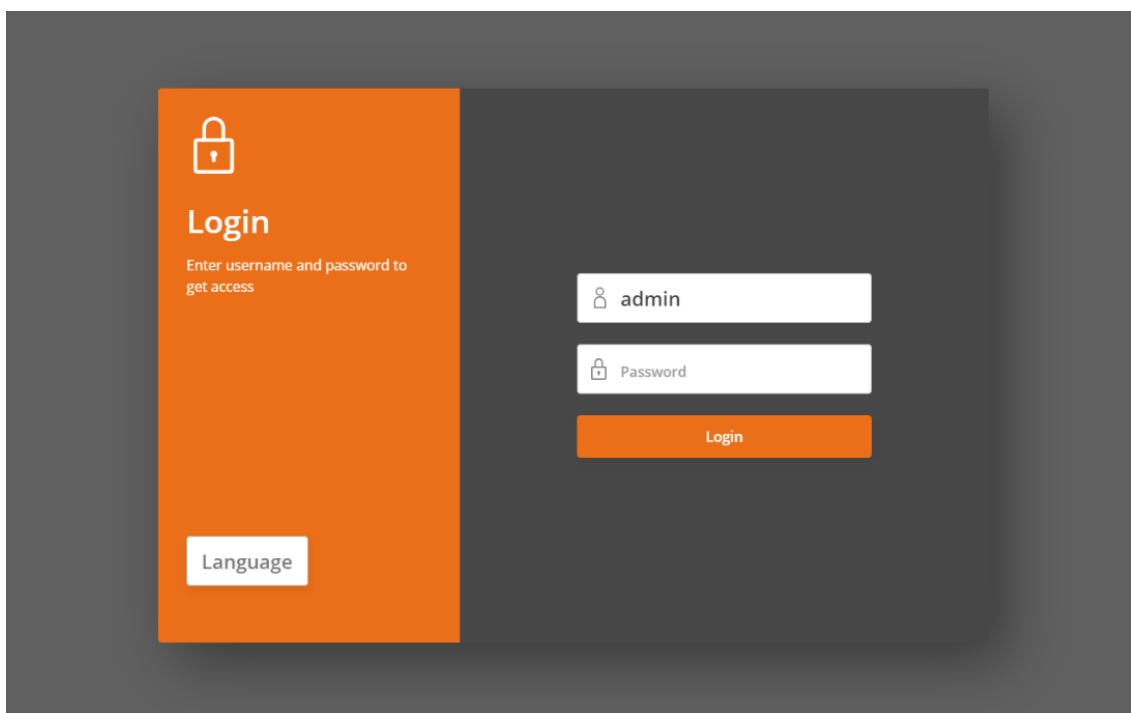 Login
Enter username and password to
get access
admin
Password
Login
Language